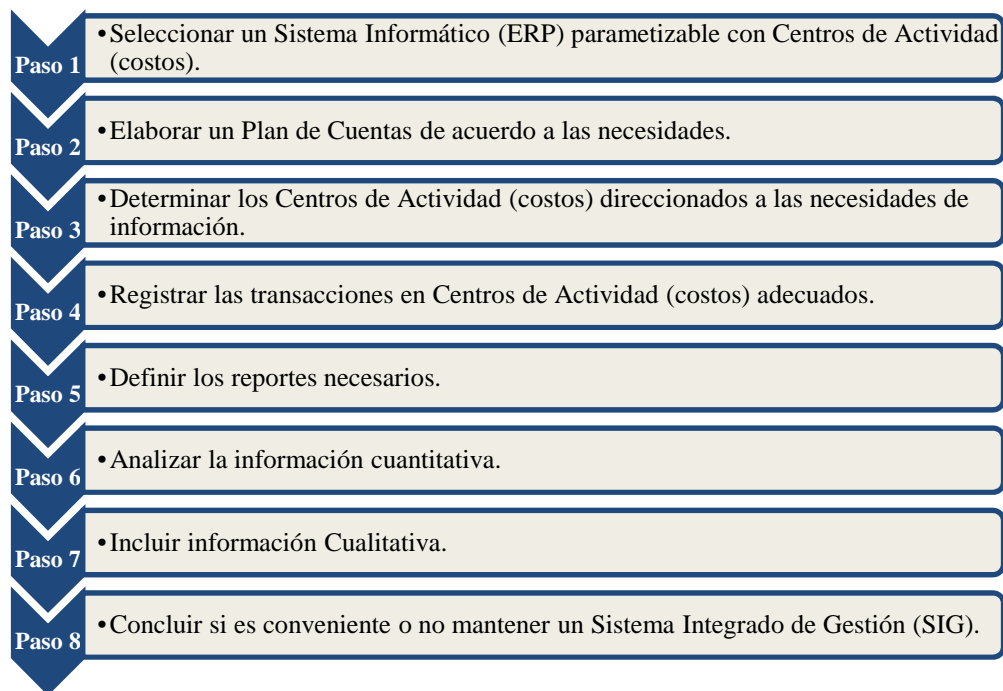 Paso 1
•Seleccionar un Sistema Informático (ERP) parametizable con Centros de Actividad
(costos).
Paso 2
•Elaborar un Plan de Cuentas de acuerdo a las necesidades.
Paso 3
•Determinar los Centros de Actividad (costos) direccionados a las necesidades de
información.
Paso 4
•Registrar las transacciones en Centros de Actividad (costos) adecuados.
Paso 5
•Definir los reportes necesarios.
Paso 6
•Analizar la información cuantitativa.
Paso 7
•Incluir información Cualitativa.
Paso 8
•Concluir si es conveniente o no mantener un Sistema Integrado de Gestión (SIG).